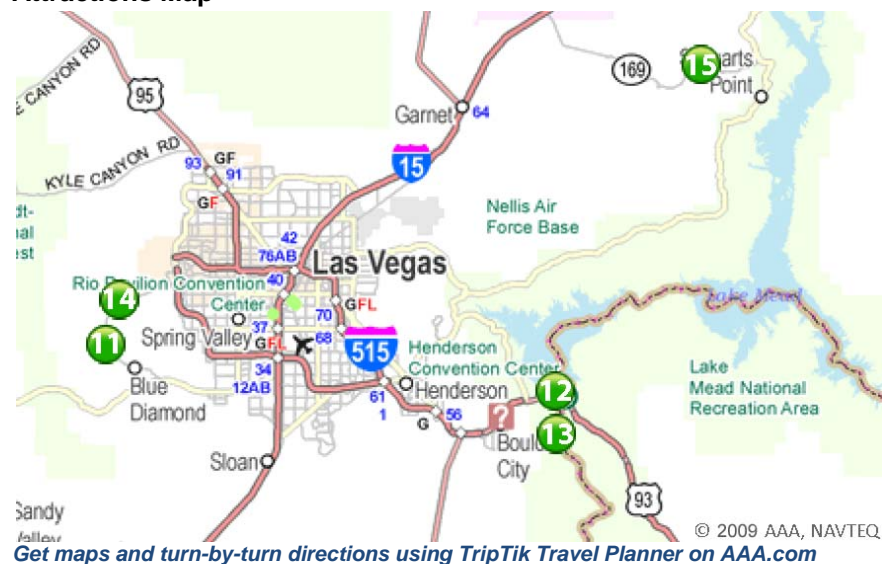 E CANYON RD
95
169
15
arts
Point
Garnet
64
93
GF
91
15
KYLE CANYON RD
GF
dt-
nal
est
Nellis Air
Force Base
42
76AB
Las Vegas
40
Rio Pavilion Convention
Center
14
GFL
70
Lake Mead
11
Spring Valley
37
GFL
68
515
Henderson
Convention Center
Blue
Diamond
34
12AB
61
1
Henderson
12
Lake
Mead National
Recreation Area
G
56
?
13
Boulder
City
Sloan
93
Sandy
Valley
© 2009 AAA, NAVTEQ
Get maps and turn-by-turn directions using TripTik Travel Planner on AAA.com